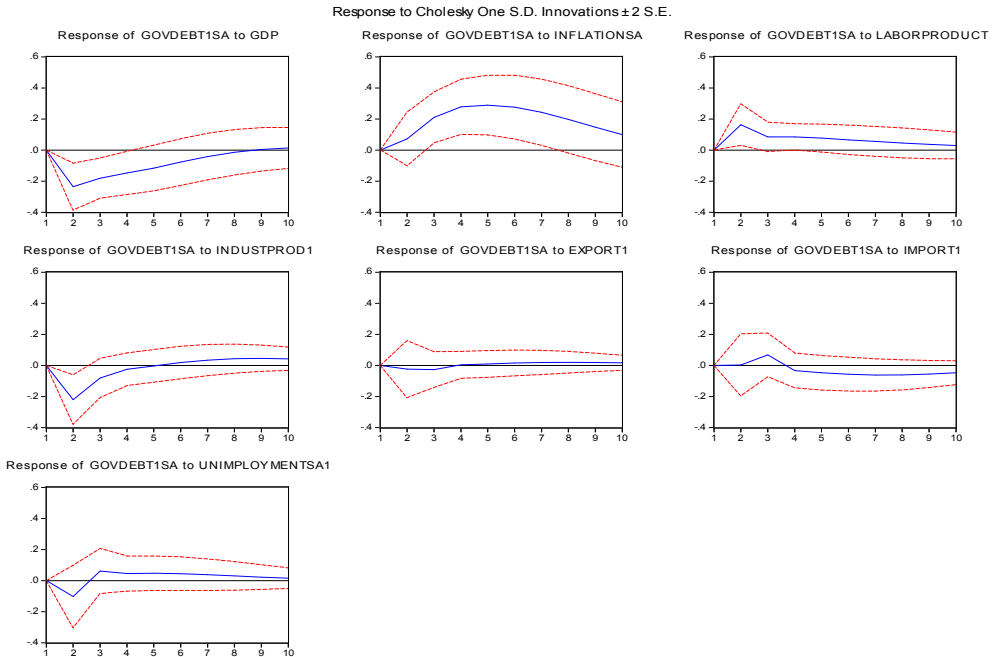 Response to Cholesky One S.D. Innovations ± 2 S.E.
Response of GOVDEBT1SA to GDP
.6
.4
.2
.0
-.2
-.4
1 2 3 4 5 6 7 8 9 10
Response of GOVDEBT1SA to INFLATIONSA
.6
.4
.2
.0
-.2
-.4
1 2 3 4 5 6 7 8 9 10
Response of GOVDEBT1SA to LABORPRODUCT
.6
.4
.2
.0
-.2
-.4
1 2 3 4 5 6 7 8 9 10
Response of GOVDEBT1SA to INDUSTPROD1
.6
.4
.2
.0
-.2
-.4
1 2 3 4 5 6 7 8 9 10
Response of GOVDEBT1SA to EXPORT1
.6
.4
.2
.0
-.2
-.4
1 2 3 4 5 6 7 8 9 10
Response of GOVDEBT1SA to IMPORT1
.6
.4
.2
.0
-.2
-.4
1 2 3 4 5 6 7 8 9 10
Response of GOVDEBT1SA to UNIMPLOYMENTSA1
.6
.4
.2
.0
-.2
-.4
1 2 3 4 5 6 7 8 9 10